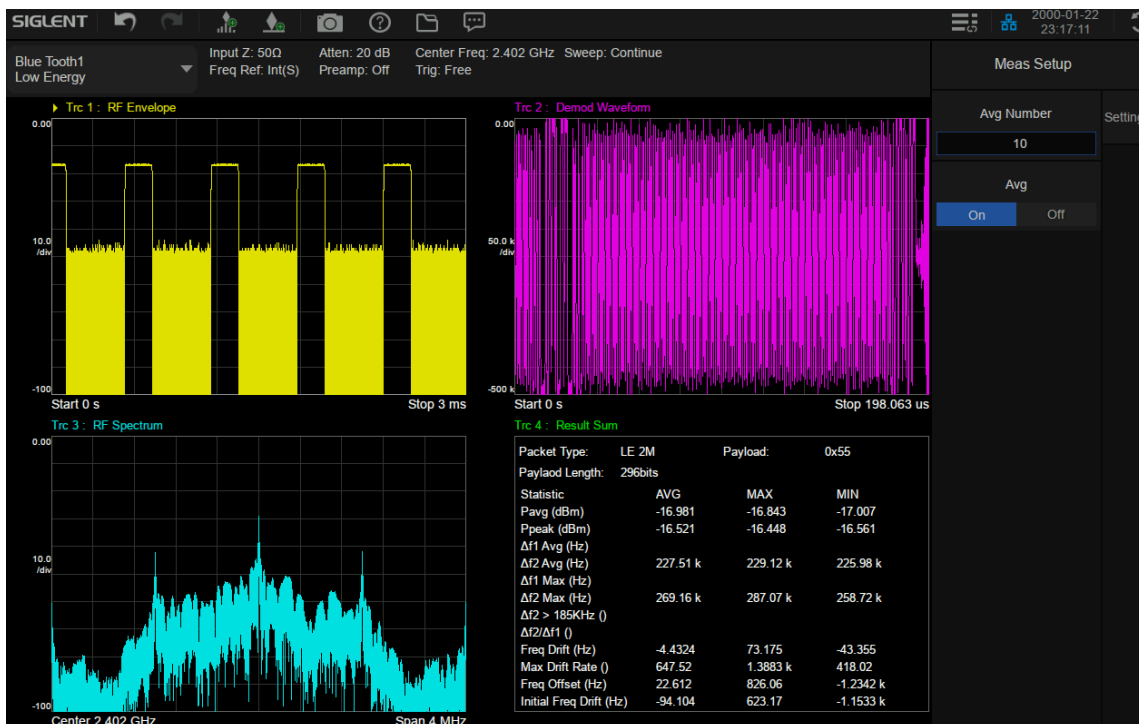 SIGLENT
2000-01-22
23:17:11
Blue Tooth1
Low Energy
Input Z: 50Ω Atten: 20 dB Center Freq: 2.402 GHz Sweep: Continue
Freq Ref: Int(S) Preamp: Off Trig: Free
Meas Setup
Avg Number
10
Setting
Avg
On Off
Trc 1 : RF Envelope
0.00
10.0
/div
-100
Start 0 s Stop 3 ms
Trc 2 : Demod Waveform
0.00
50.0 k
/div
-500 k
Start 0 s Stop 198.063 us
Trc 3 : RF Spectrum
0.00
10.0
/div
-100
Center 2.402 GHz Span 4 MHz
Trc 4 : Result Sum
Packet Type: LE 2M Payload: 0x55
Paylaod Length: 296bits
Statistic AVG MAX MIN
Pavg (dBm) -16.981 -16.843 -17.007
Ppeak (dBm) -16.521 -16.448 -16.561
Δf1 Avg (Hz)
Δf2 Avg (Hz) 227.51 k 229.12 k 225.98 k
Δf1 Max (Hz)
Δf2 Max (Hz) 269.16 k 287.07 k 258.72 k
Δf2 > 185KHz ()
Δf2/Δf1 ()
Freq Drift (Hz) -4.4324 73.175 -43.355
Max Drift Rate () 647.52 1.3883 k 418.02
Freq Offset (Hz) 22.612 826.06 -1.2342 k
Initial Freq Drift (Hz) -94.104 623.17 -1.1533 k